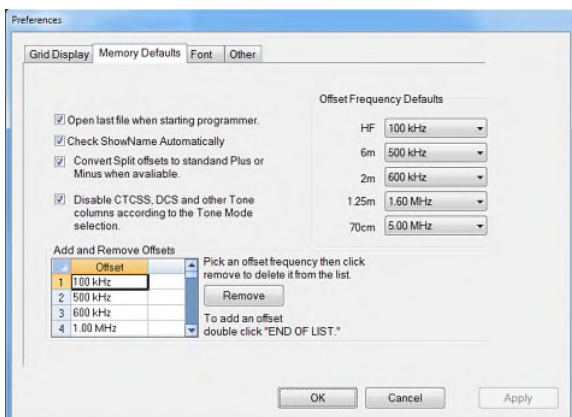 Preferences
Grid Display Memory Defaults Font Other
Open last file when starting programmer.
Check ShowName Automatically
Convert Split offsets to standand Plus or
Minus when avaliable.
Disable CTCSS, DCS and other Tone
columns according to the Tone Mode
selection.
Offset Frequency Defaults
HF 100 kHz
6m 500 kHz
2m 600 kHz
1.25m 1.60 MHz
70cm 5.00 MHz
Add and Remove Offsets
Offset
1 100 kHz
2 500 kHz
3 600 kHz
4 1.00 MHz
Pick an offset frequency then click
remove to delete it from the list.
Remove
To add an offset
double click "END OF LIST."
OK Cancel Apply